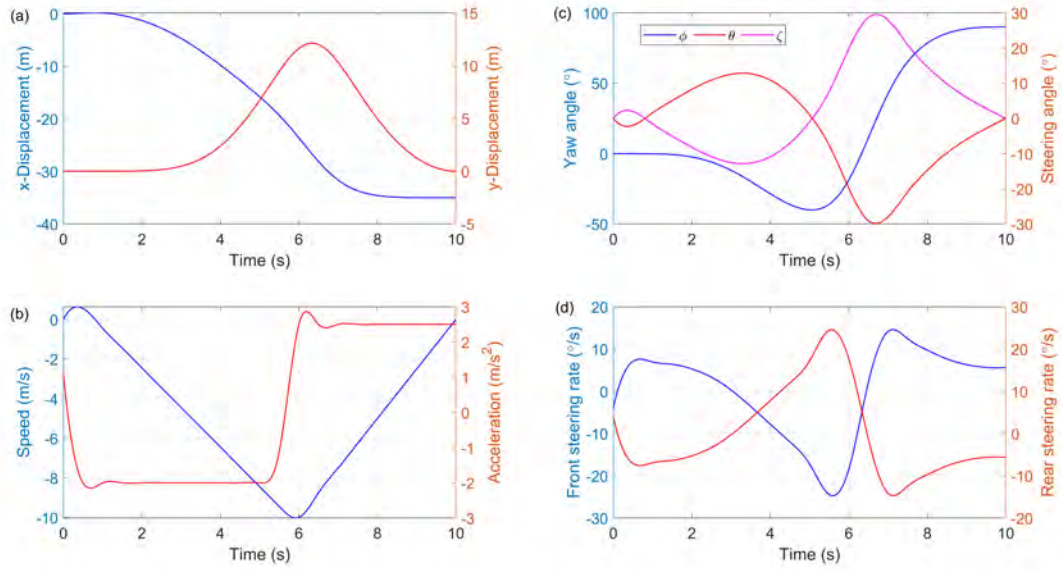 (a)
0
-10
-20
-30
-40
x-Displacement (m)
15
10
5
0
-5
y-Displacement (m)
0 2 4 6 8 10
Time (s)
(c)
100
50
0
-50
Yaw angle (°)
ϕ θ ζ
30
20
10
0
-10
-20
-30
Steering angle (°)
0 2 4 6 8 10
Time (s)
(b)
0
-2
-4
-6
-8
-10
Speed (m/s)
3
2
1
0
-1
-2
-3
Acceleration (m/s²)
0 2 4 6 8 10
Time (s)
(d)
20
10
0
-10
-20
-30
Front steering rate (°/s)
30
20
10
0
-10
-20
Rear steering rate (°/s)
0 2 4 6 8 10
Time (s)